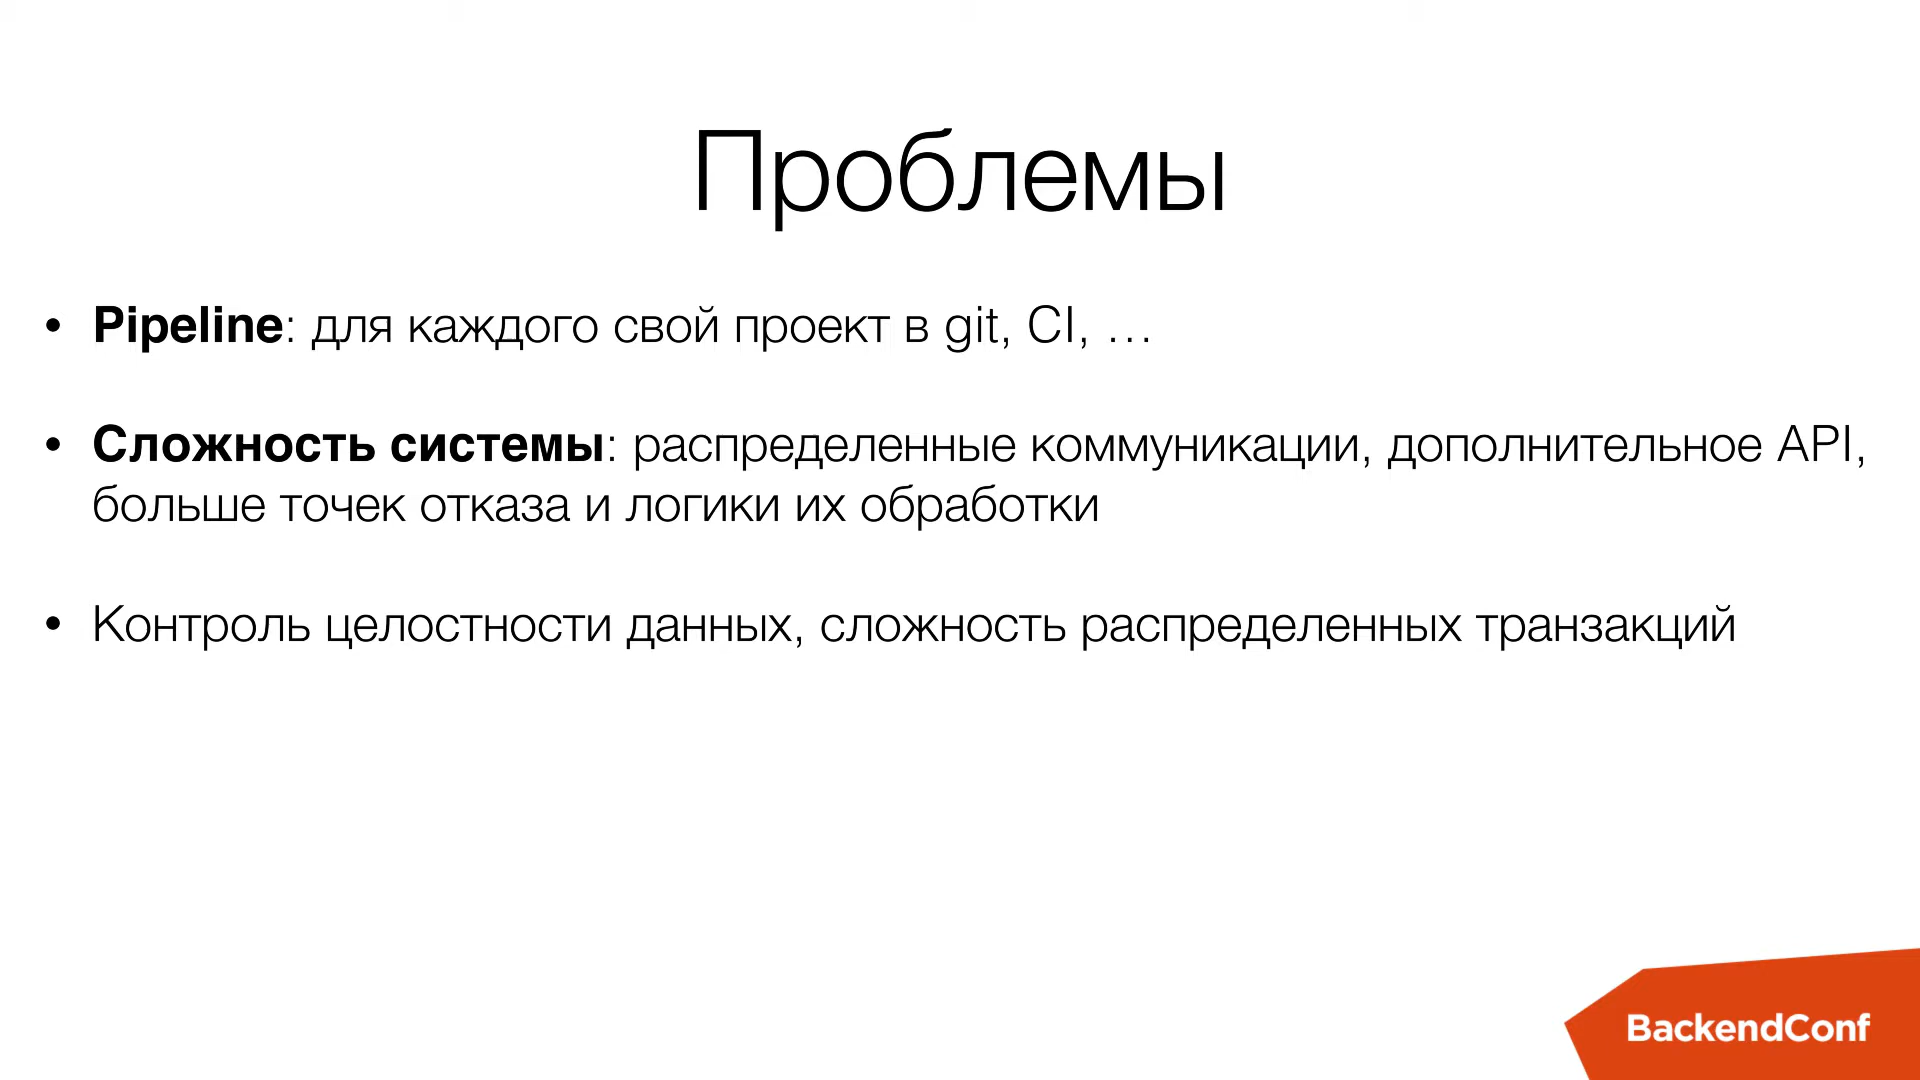 Проблемы
• Pipeline: для каждого свой проект в git, CI, …
• Сложность системы: распределенные коммуникации, дополнительное API,
больше точек отказа и логики их обработки
• Контроль целостности данных, сложность распределенных транзакций
BackendConf